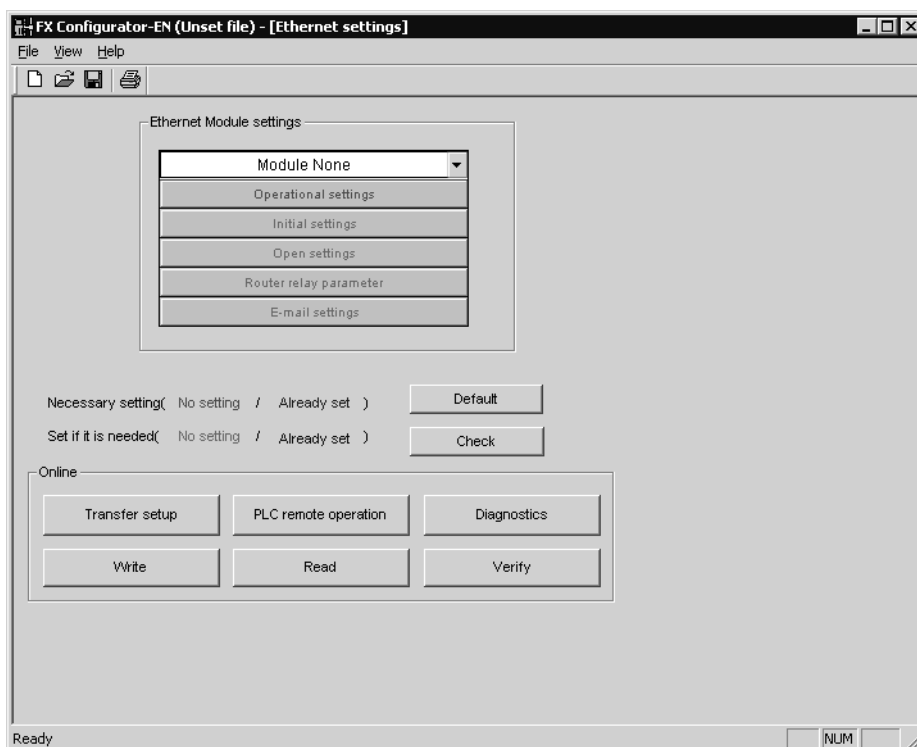 FX Configurator-EN (Unset file) - [Ethernet settings]
File View Help
Ethernet Module settings
Module None
Operational settings
Initial settings
Open settings
Router relay parameter
E-mail settings
Necessary setting( No setting / Already set ) Default
Set if it is needed( No setting / Already set ) Check
Online
Transfer setup PLC remote operation Diagnostics
Write Read Verify
Ready NUM